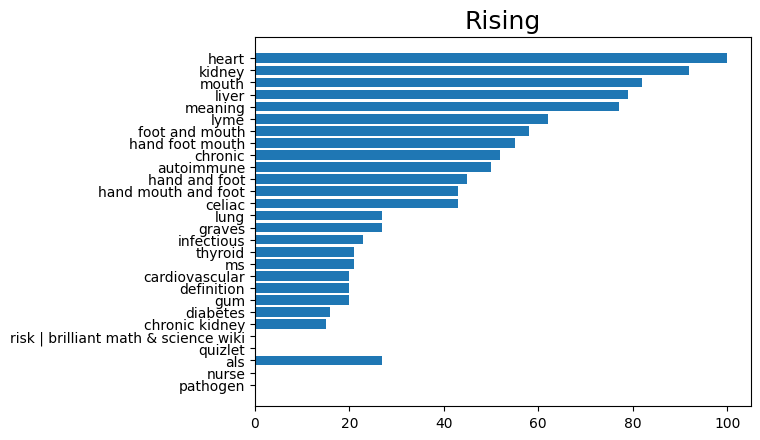 Rising
heart
kidney
mouth
liver
meaning
lyme
foot and mouth
hand foot mouth
chronic
autoimmune
hand and foot
hand mouth and foot
celiac
lung
graves
infectious
thyroid
ms
cardiovascular
definition
gum
diabetes
chronic kidney
risk | brilliant math & science wiki
quizlet
als
nurse
pathogen
0 20 40 60 80 100